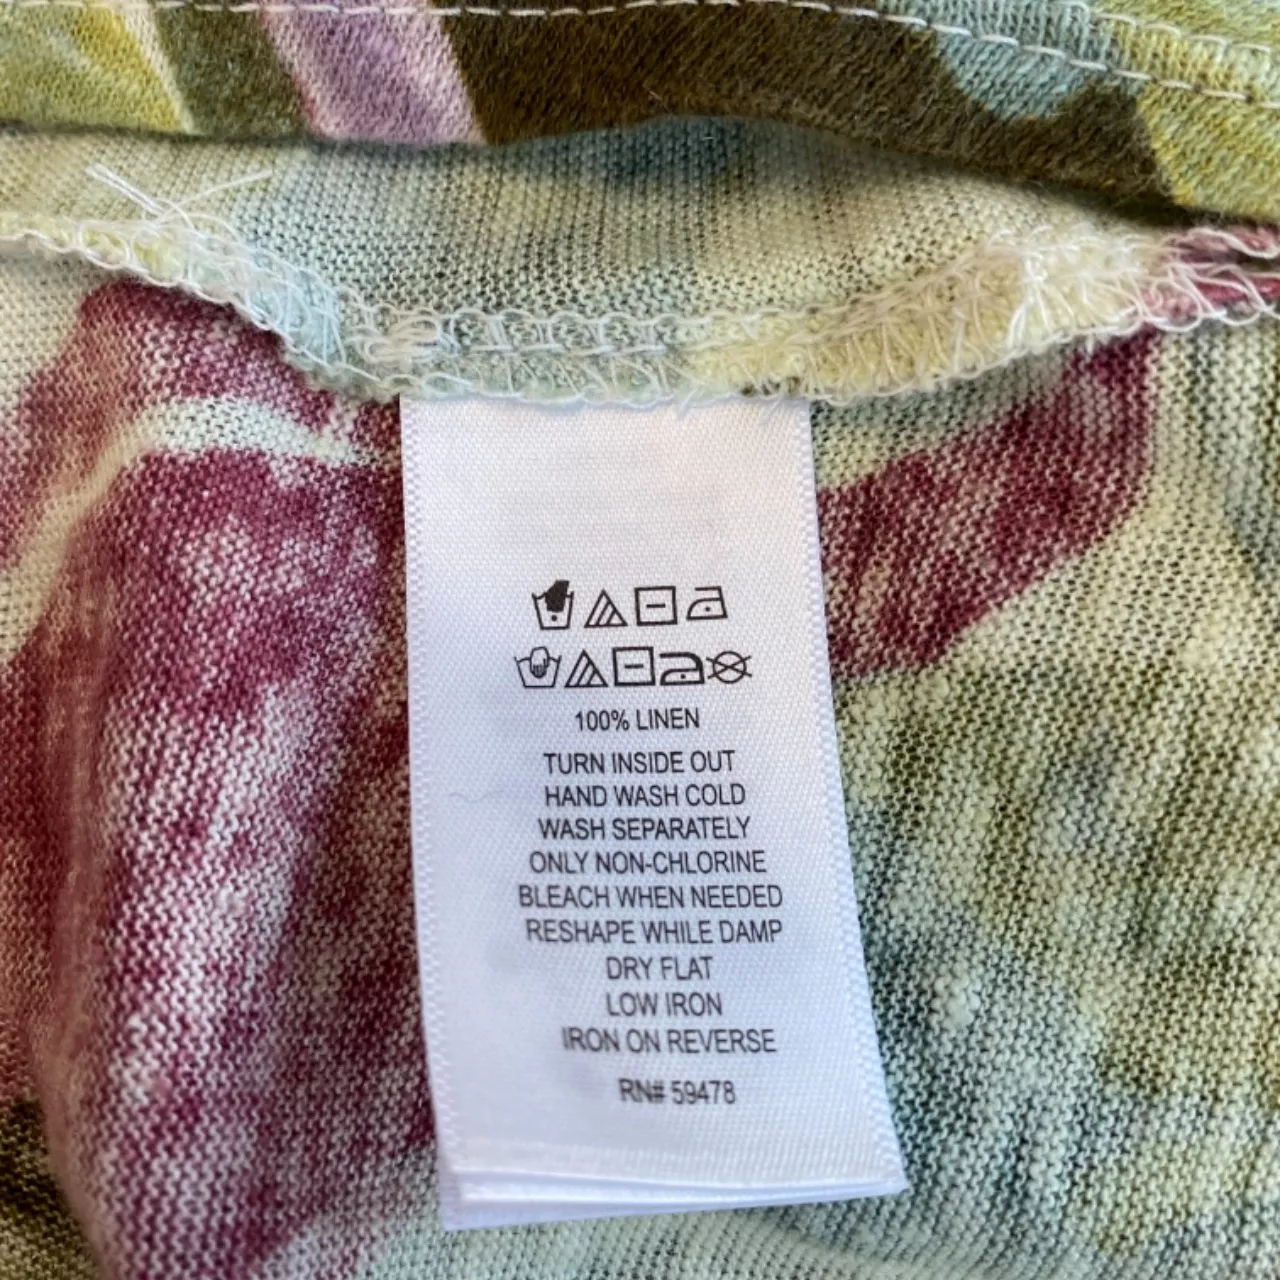 100% LINEN
TURN INSIDE OUT
HAND WASH COLD
WASH SEPARATELY
ONLY NON-CHLORINE
BLEACH WHEN NEEDED
RESHAPE WHILE DAMP
DRY FLAT
LOW IRON
IRON ON REVERSE
RN# 59478